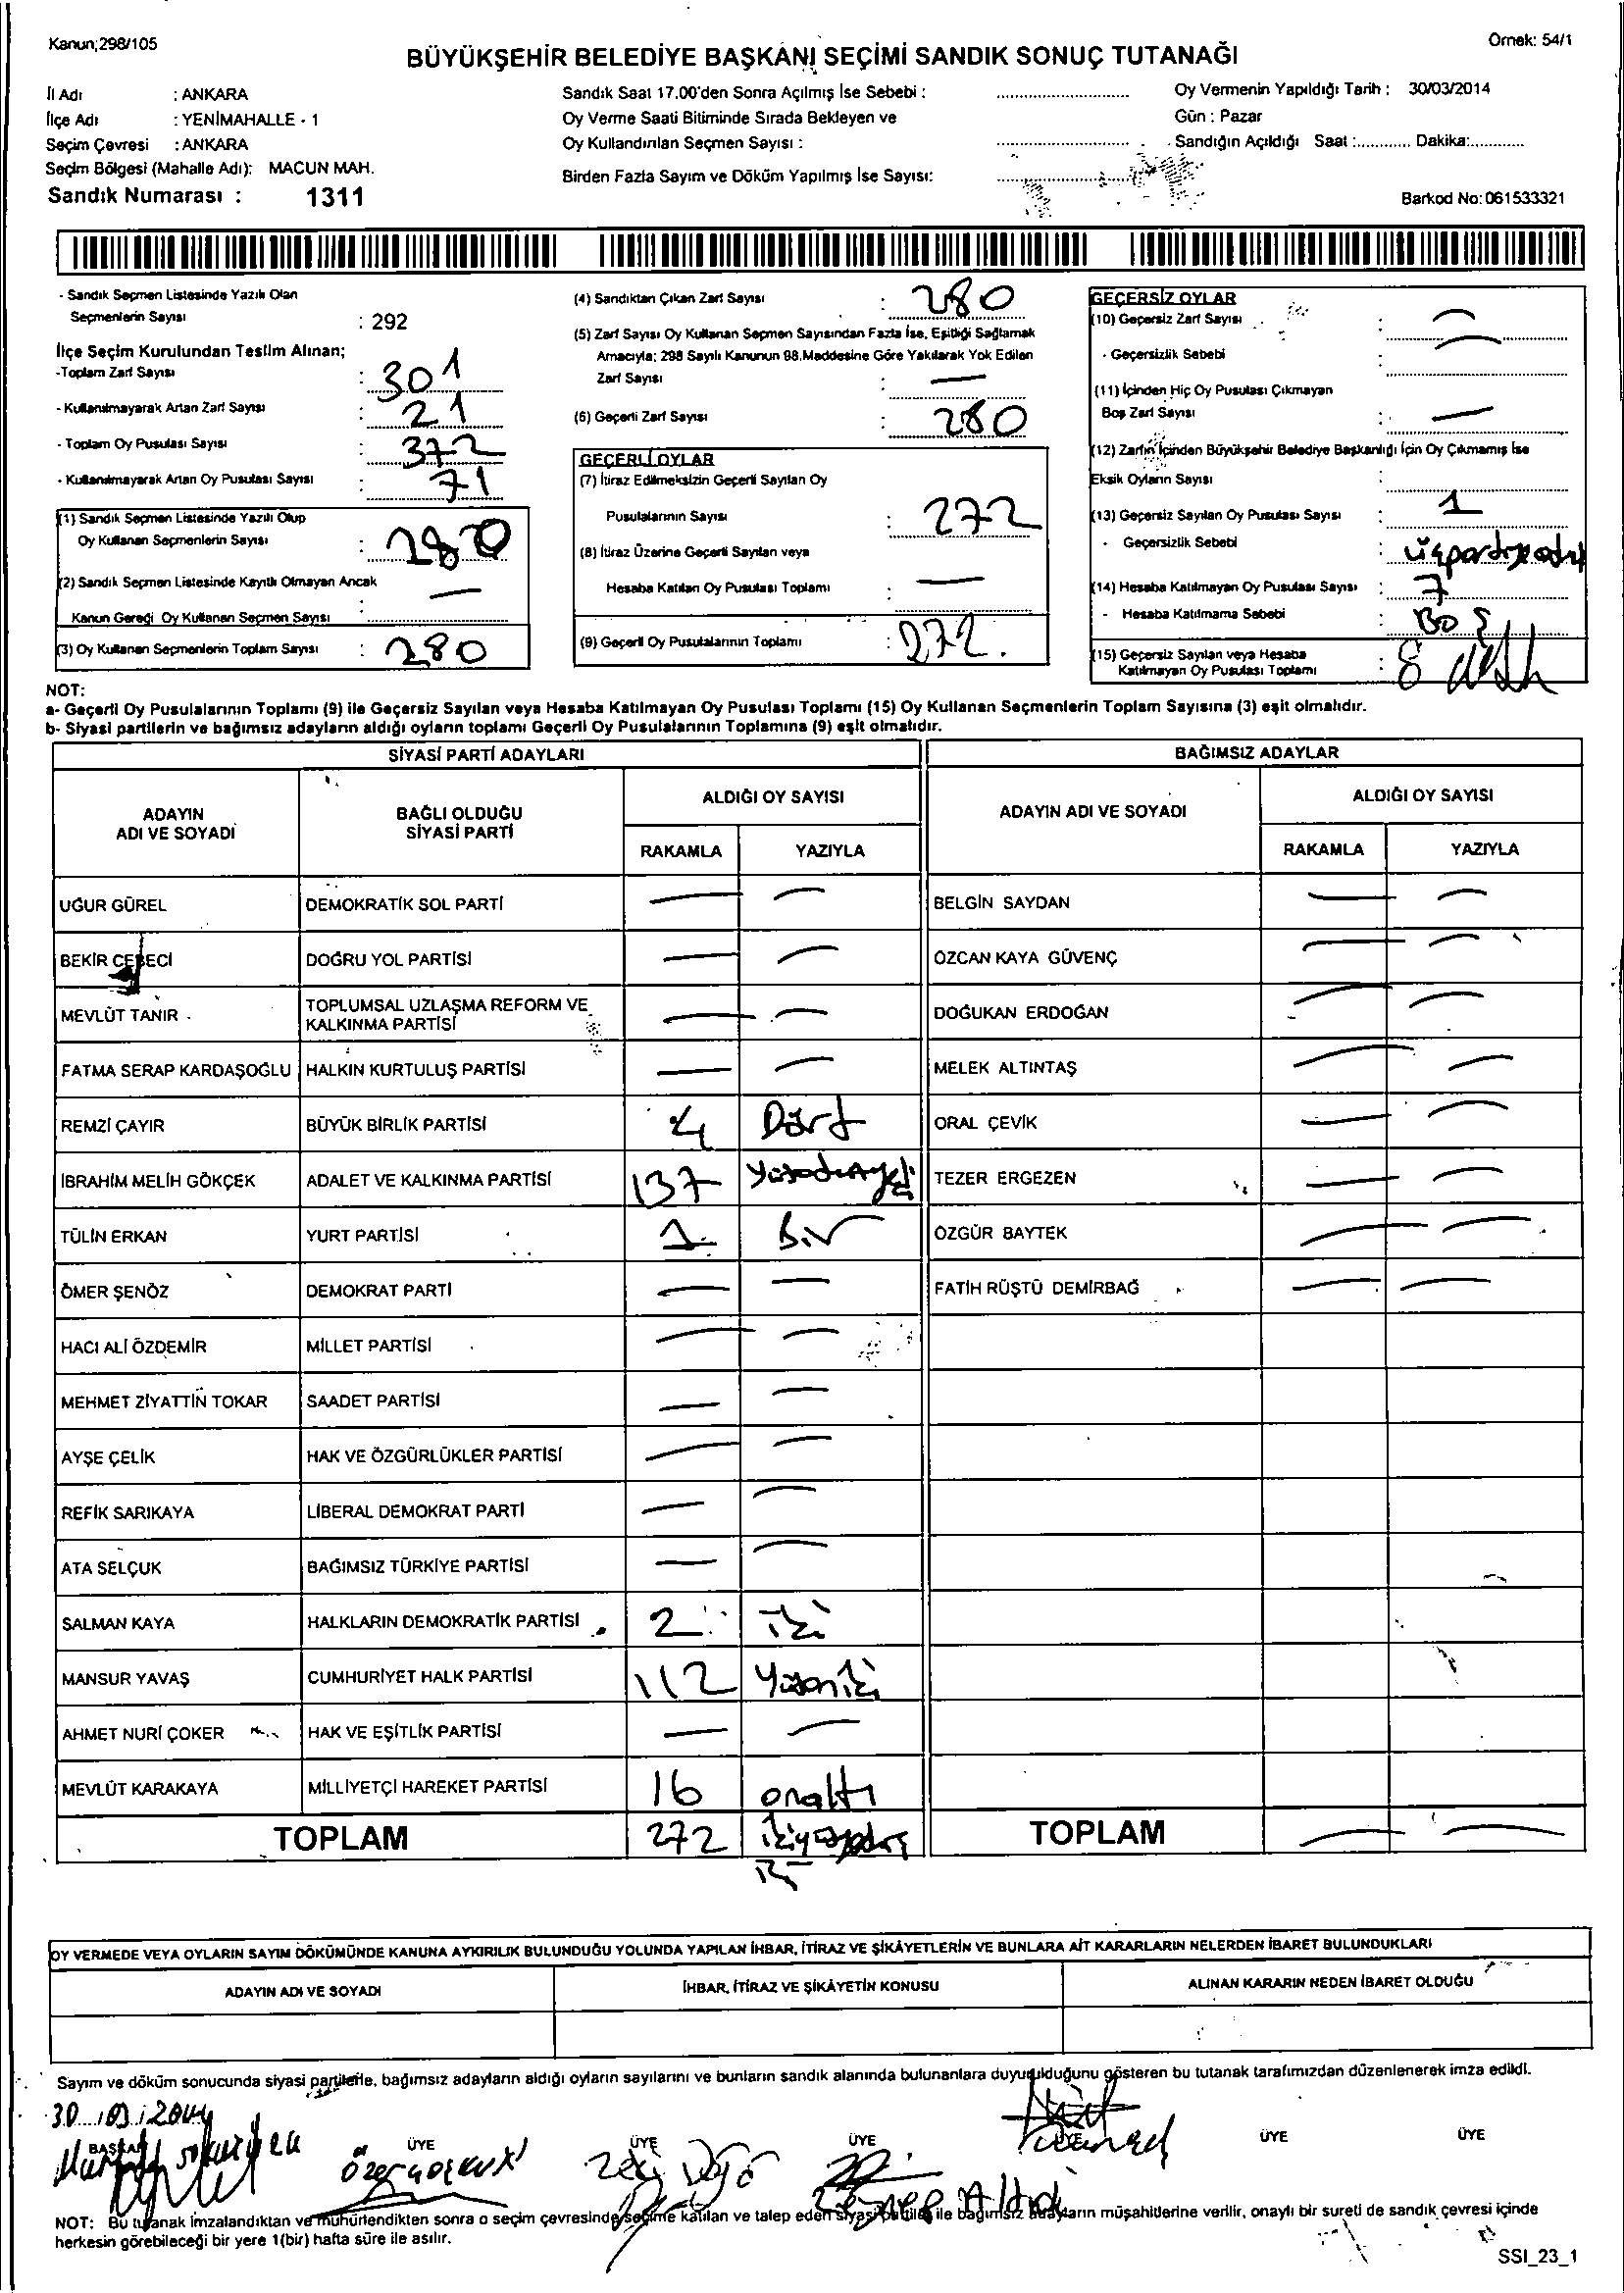 Kanun;298/105
Örnek: 54/1
BÜYÜKŞEHİR BELEDİYE BAŞKANI SEÇİMİ SANDIK SONUÇ TUTANAĞI
İl Adı : ANKARA
İlçe Adı : YENİMAHALLE - 1
Seçim Çevresi : ANKARA
Seçim Bölgesi (Mahalle Adı): MACUN MAH.
Sandık Numarası : 1311
Sandık Saat 17.00'den Sonra Açılmış İse Sebebi :
Oy Verme Saati Bitiminde Sırada Bekleyen ve
Oy Kullandırılan Seçmen Sayısı :
Birden Fazla Sayım ve Döküm Yapılmış İse Sayısı:
Oy Vermenin Yapıldığı Tarih : 30/03/2014
Gün : Pazar
Sandığın Açıldığı Saat :............ Dakika:............
Barkod No: 061533321
- Sandık Seçmen Listesinde Yazılı Olan
Seçmenlerin Sayısı : 292
İlçe Seçim Kurulundan Teslim Alınan;
-Toplam Zarf Sayısı : 301
- Kullanılmayarak Artan Zarf Sayısı : 21
- Toplam Oy Pusulası Sayısı : 372
- Kullanılmayarak Artan Oy Pusulası Sayısı : 71
(1) Sandık Seçmen Listesinde Yazılı Olup
Oy Kullanan Seçmenlerin Sayısı : 280
(2) Sandık Seçmen Listesinde Kayıtlı Olmayan Ancak
Kanun Gereği Oy Kullanan Seçmen Sayısı : —
(3) Oy Kullanan Seçmenlerin Toplam Sayısı : 280
(4) Sandıktan Çıkan Zarf Sayısı : 280
(5) Zarf Sayısı Oy Kullanan Seçmen Sayısından Fazla İse, Eşitliği Sağlamak
Amacıyla; 298 Sayılı Kanunun 98.Maddesine Göre Yakılarak Yok Edilen
Zarf Sayısı : —
(6) Geçerli Zarf Sayısı : 280
GEÇERLİ OYLAR
(7) İtiraz Edilmeksizin Geçerli Sayılan Oy
Pusulalarının Sayısı : 272
(8) İtiraz Üzerine Geçerli Sayılan veya
Hesaba Katılan Oy Pusulası Toplamı : —
(9) Geçerli Oy Pusulalarının Toplamı : 272.
GEÇERSİZ OYLAR
(10) Geçersiz Zarf Sayısı : —
- Geçersizlik Sebebi : —
(11) İçinden Hiç Oy Pusulası Çıkmayan
Boş Zarf Sayısı : —
(12) Zarfın İçinden Büyükşehir Belediye Başkanlığı İçin Oy Çıkmamış İse
Eksik Oyların Sayısı :
(13) Geçersiz Sayılan Oy Pusulası Sayısı : 1
- Geçersizlik Sebebi :
(14) Hesaba Katılmayan Oy Pusulası Sayısı : 7
- Hesaba Katılmama Sebebi : Boş
(15) Geçersiz Sayılan veya Hesaba
Katılmayan Oy Pusulası Toplamı : 8
NOT:
a- Geçerli Oy Pusulalarının Toplamı (9) ile Geçersiz Sayılan veya Hesaba Katılmayan Oy Pusulası Toplamı (15) Oy Kullanan Seçmenlerin Toplam Sayısına (3) eşit olmalıdır.
b- Siyasi partilerin ve bağımsız adayların aldığı oyların toplamı Geçerli Oy Pusulalarının Toplamına (9) eşit olmalıdır.
SİYASİ PARTİ ADAYLARI
ADAYIN ADI VE SOYADI BAĞLI OLDUĞU SİYASİ PARTİ ALDIĞI OY SAYISI RAKAMLA YAZIYLA
UĞUR GÜREL DEMOKRATİK SOL PARTİ — —
BEKİR CEBECİ DOĞRU YOL PARTİSİ — —
MEVLÜT TANIR TOPLUMSAL UZLAŞMA REFORM VE KALKINMA PARTİSİ — —
FATMA SERAP KARDAŞOĞLU HALKIN KURTULUŞ PARTİSİ — —
REMZİ ÇAYIR BÜYÜK BİRLİK PARTİSİ 4 Dört
İBRAHİM MELİH GÖKÇEK ADALET VE KALKINMA PARTİSİ 137
TÜLİN ERKAN YURT PARTİSİ 1 Bir
ÖMER ŞENÖZ DEMOKRAT PARTİ — —
HACI ALİ ÖZDEMİR MİLLET PARTİSİ — —
MEHMET ZİYATTİN TOKAR SAADET PARTİSİ — —
AYŞE ÇELİK HAK VE ÖZGÜRLÜKLER PARTİSİ — —
REFİK SARIKAYA LİBERAL DEMOKRAT PARTİ — —
ATA SELÇUK BAĞIMSIZ TÜRKİYE PARTİSİ — —
SALMAN KAYA HALKLARIN DEMOKRATİK PARTİSİ 2 iki
MANSUR YAVAŞ CUMHURİYET HALK PARTİSİ 112 Yüzoniki
AHMET NURİ ÇOKER HAK VE EŞİTLİK PARTİSİ — —
MEVLÜT KARAKAYA MİLLİYETÇİ HAREKET PARTİSİ 16 onaltı
TOPLAM 272
BAĞIMSIZ ADAYLAR
ADAYIN ADI VE SOYADI ALDIĞI OY SAYISI RAKAMLA YAZIYLA
BELGİN SAYDAN — —
ÖZCAN KAYA GÜVENÇ — —
DOĞUKAN ERDOĞAN — —
MELEK ALTINTAŞ — —
ORAL ÇEVİK — —
TEZER ERGEZEN — —
ÖZGÜR BAYTEK — —
FATİH RÜŞTÜ DEMİRBAĞ — —
TOPLAM — —
OY VERMEDE VEYA OYLARIN SAYIM DÖKÜMÜNDE KANUNA AYKIRILIK BULUNDUĞU YOLUNDA YAPILAN İHBAR, İTİRAZ VE ŞİKÂYETLERİN VE BUNLARA AİT KARARLARIN NELERDEN İBARET BULUNDUKLARI
ADAYIN ADI VE SOYADI İHBAR, İTİRAZ VE ŞİKÂYETİN KONUSU ALINAN KARARIN NEDEN İBARET OLDUĞU
Sayım ve döküm sonucunda siyasi partilerle, bağımsız adayların aldığı oyların sayılarını ve bunların sandık alanında bulunanlara duyurulduğunu gösteren bu tutanak tarafımızdan düzenlenerek imza edildi.
30/03/2014
BAŞKAN ÜYE ÜYE ÜYE ÜYE ÜYE ÜYE
Zeynep Altın
NOT: Bu tutanak imzalandıktan ve mühürlendikten sonra o seçim çevresinde seçime katılan ve talep eden siyasi partiler ile bağımsız adayların müşahitlerine verilir, onaylı bir sureti de sandık çevresi içinde
herkesin görebileceği bir yere 1(bir) hafta süre ile asılır.
SSI_23_1